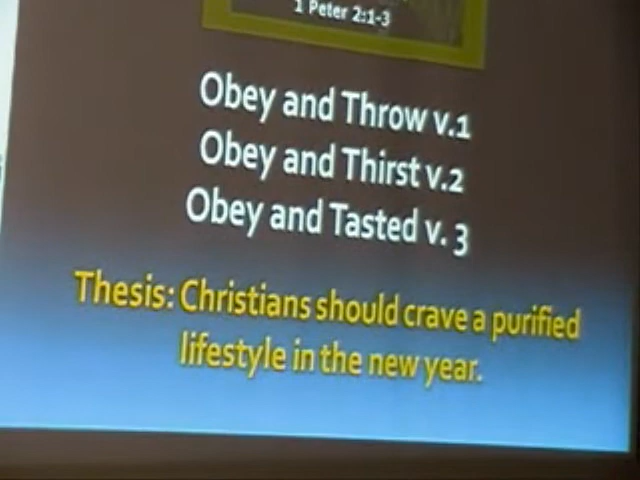 1 Peter 2:1-3
Obey and Throw v.1
Obey and Thirst v.2
Obey and Tasted v. 3
Thesis: Christians should crave a purified
lifestyle in the new year.